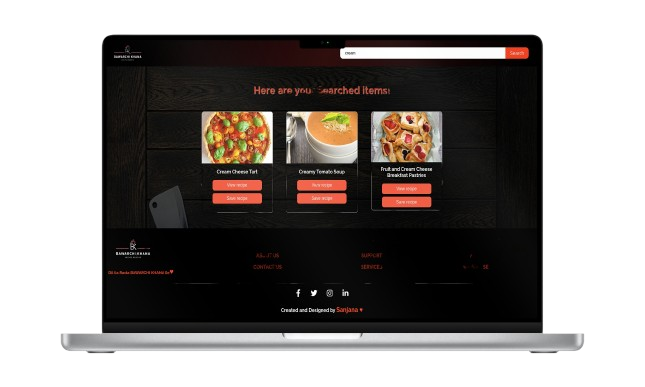 BAWARCHI KHANA
cream
Search
Here are your Searched items!
Cream Cheese Tart
View recipe
Save recipe
Creamy Tomato Soup
View recipe
Save recipe
Fruit and Cream Cheese
Breakfast Pastries
View recipe
Save recipe
BK
BAWARCHI KHANA
ABOUT US
CONTACT US
SUPPORT
SERVICES
Created and Designed by Sanjana